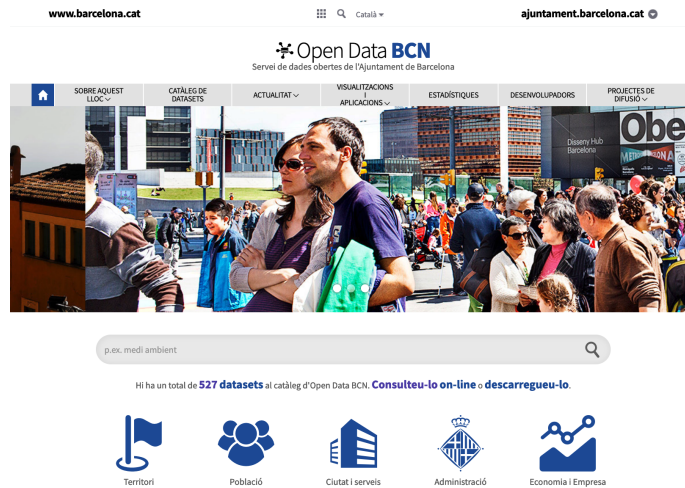 www.barcelona.cat
Català
ajuntament.barcelona.cat
Open Data BCN
Servei de dades obertes de l'Ajuntament de Barcelona
SOBRE AQUEST
LLOC
CATÀLEG DE
DATASETS
ACTUALITAT
VISUALITZACIONS
I
APLICACIONS
ESTADÍSTIQUES
DESENVOLUPADORS
PROJECTES DE
DIFUSIÓ
Disseny Hub
Barcelona
Obe
p.ex. medi ambient
Hi ha un total de 527 datasets al catàleg d'Open Data BCN. Consulteu-lo on-line o descarregueu-lo.
Territori
Població
Ciutat i serveis
Administració
Economia i Empresa